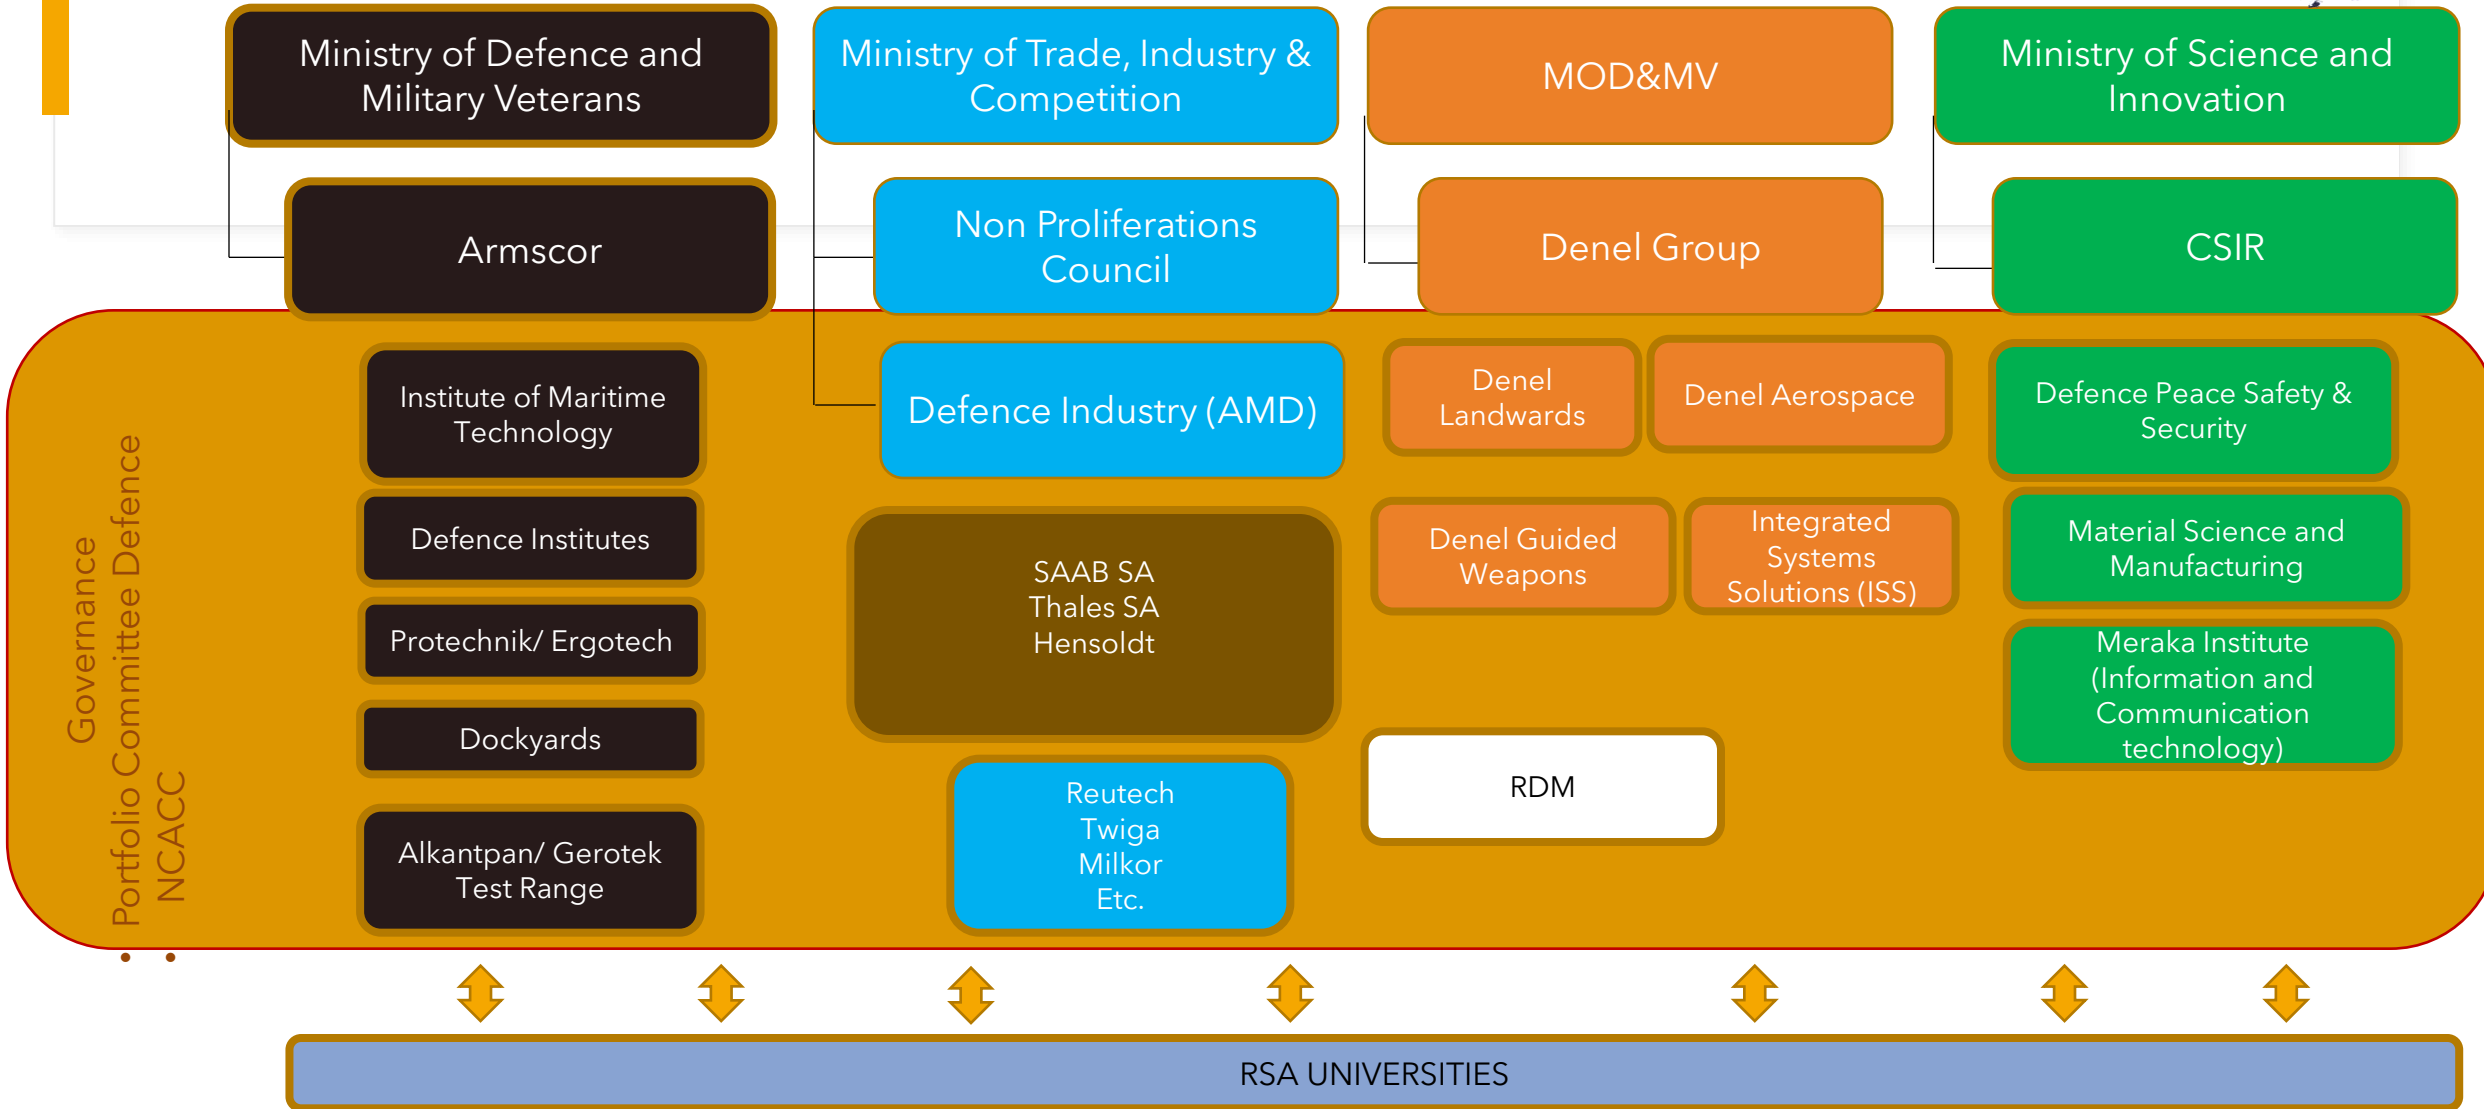 Ministry of Defence and
Military Veterans
Ministry of Trade, Industry &
Competition
MOD&MV
Ministry of Science and
Innovation
Armscor
Non Proliferations
Council
Denel Group
CSIR
Governance
• Portfolio Committee Defence
• NCACC
Institute of Maritime
Technology
Defence Institutes
Protechnik/ Ergotech
Dockyards
Alkantpan/ Gerotek
Test Range
Defence Industry (AMD)
SAAB SA
Thales SA
Hensoldt
Reutech
Twiga
Milkor
Etc.
Denel
Landwards
Denel Aerospace
Denel Guided
Weapons
Integrated
Systems
Solutions (ISS)
RDM
Defence Peace Safety &
Security
Material Science and
Manufacturing
Meraka Institute
(Information and
Communication
technology)
RSA UNIVERSITIES